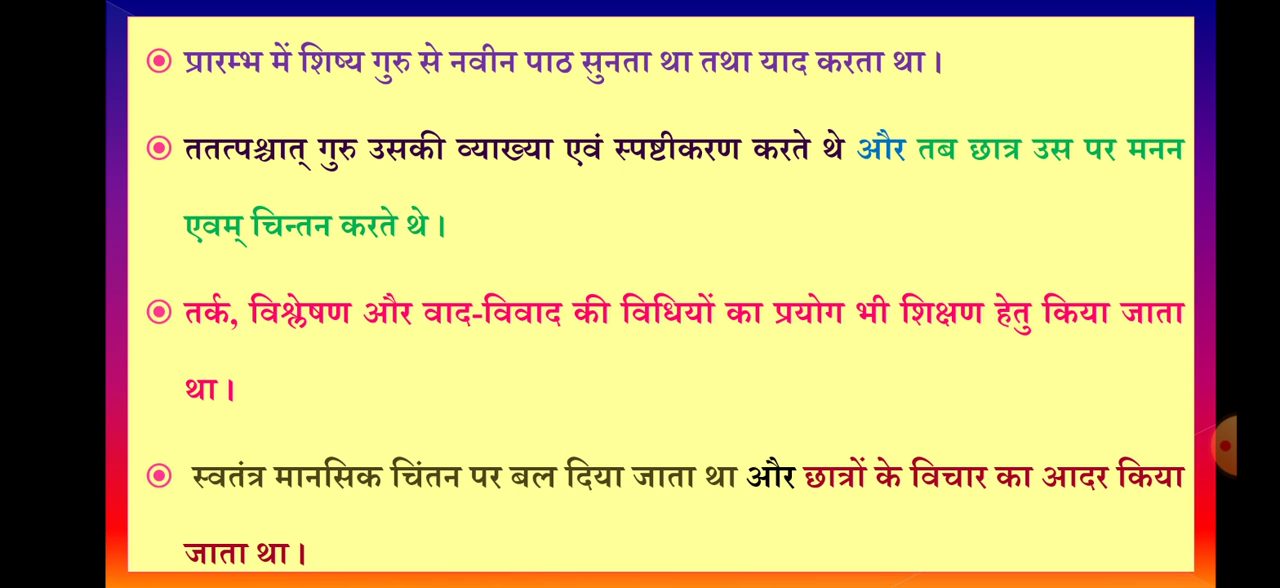 प्रारम्भ में शिष्य गुरु से नवीन पाठ सुनता था तथा याद करता था।
ततत्पश्चात् गुरु उसकी व्याख्या एवं स्पष्टीकरण करते थे और तब छात्र उस पर मनन
एवम् चिन्तन करते थे।
तर्क, विश्लेषण और वाद-विवाद की विधियों का प्रयोग भी शिक्षण हेतु किया जाता
था।
स्वतंत्र मानसिक चिंतन पर बल दिया जाता था और छात्रों के विचार का आदर किया
जाता था।